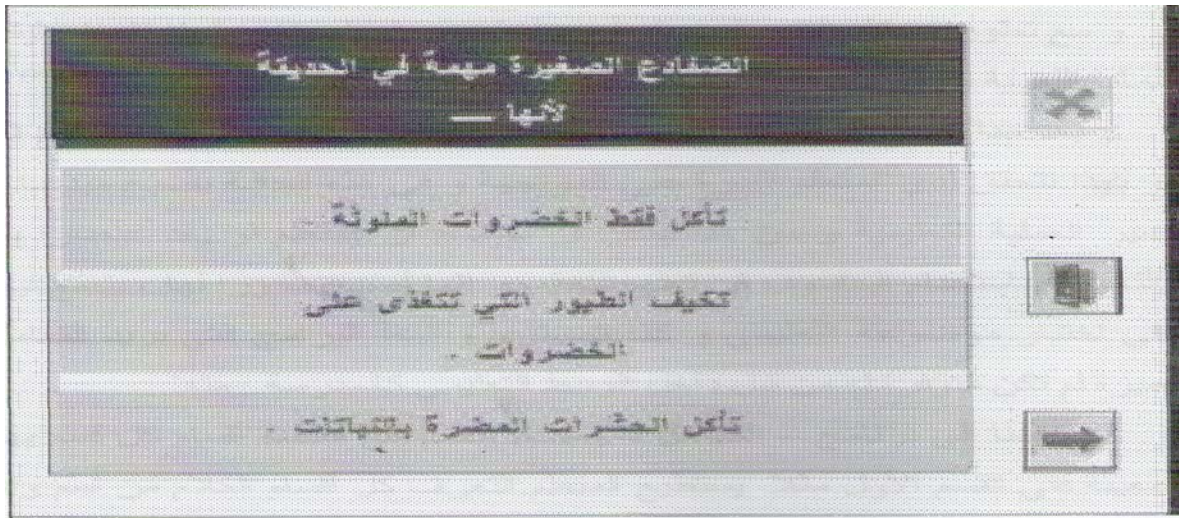 الضفادع الصغيرة مهمة في الحديقة
لأنها __
تأكل فقط الخضروات الملوثة .
تخيف الطيور التي تتغذى على
الخضروات .
تأكل الحشرات المضرة بالنباتات .